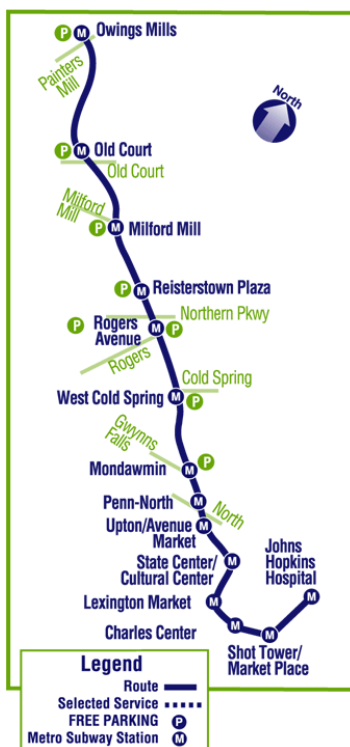 P M Owings Mills
Painters
Mill
North
P M Old Court
Old Court
Milford
Mill
P M Milford Mill
P M Reisterstown Plaza
Northern Pkwy
P Rogers
Avenue M P
Rogers
Cold Spring
West Cold Spring M
P
Gwynns
Falls
P
Mondawmin M
Penn-North M
North
Upton/Avenue
Market M
State Center/
Cultural Center M
Johns
Hopkins
Hospital
M
Lexington Market M
Charles Center M
M
Shot Tower/
Market Place
Legend
Route
Selected Service
FREE PARKING P
Metro Subway Station M